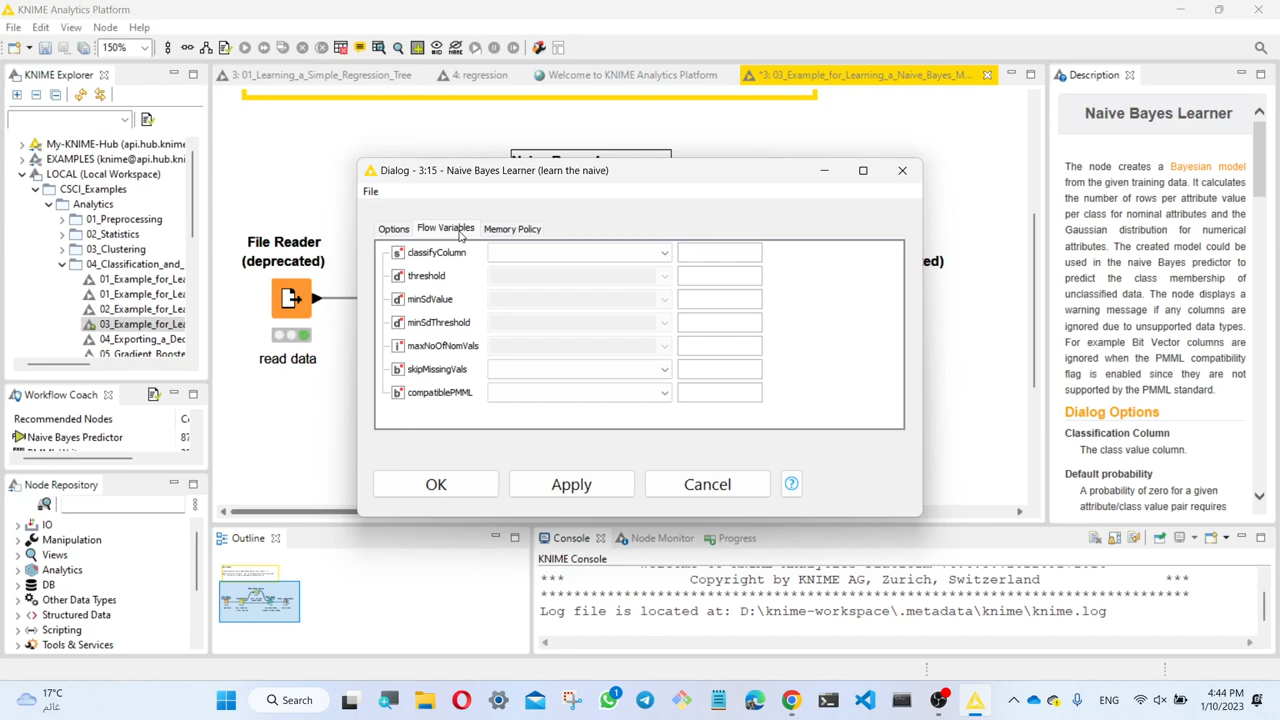 KNIME Analytics Platform
File Edit View Node Help
150%
KNIME Explorer
My-KNIME-Hub (api.hub.knime
EXAMPLES (knime@api.hub.kni
LOCAL (Local Workspace)
CSCI_Examples
Analytics
01_Preprocessing
02_Statistics
03_Clustering
04_Classification_and_
01_Example_for_Lea
01_Example_for_Lea
02_Example_for_Lea
03_Example_for_Lea
04_Exporting_a_Dec
05_Gradient_Booste
Workflow Coach
Recommended Nodes
Naive Bayes Predictor 87
Node Repository
IO
Manipulation
Views
Analytics
DB
Other Data Types
Structured Data
Scripting
Tools & Services
3: 01_Learning_a_Simple_Regression_Tree
4: regression
Welcome to KNIME Analytics Platform
*3: 03_Example_for_Learning_a_Naive_Bayes_M...
File Reader
(deprecated)
read data
Dialog - 3:15 - Naive Bayes Learner (learn the naive)
File
Options Flow Variables Memory Policy
classifyColumn
threshold
minSdValue
minSdThreshold
maxNoOfNomVals
skipMissingVals
compatiblePMML
OK Apply Cancel
Description
Naive Bayes Learner
The node creates a Bayesian model
from the given training data. It calculates
the number of rows per attribute value
per class for nominal attributes and the
Gaussian distribution for numerical
attributes. The created model could be
used in the naive Bayes predictor to
predict the class membership of
unclassified data. The node displays a
warning message if any columns are
ignored due to unsupported data types.
For example Bit Vector columns are
ignored when the PMML compatibility
flag is enabled since they are not
supported by the PMML standard.
Dialog Options
Classification Column
The class value column.
Default probability
A probability of zero for a given
attribute/class value pair requires
Outline
Console Node Monitor Progress
KNIME Console
*** Copyright by KNIME AG, Zurich, Switzerland ***
Log file is located at: D:\knime-workspace\.metadata\knime\knime.log
17°C
غائم
Search
1
ENG
4:44 PM
1/10/2023